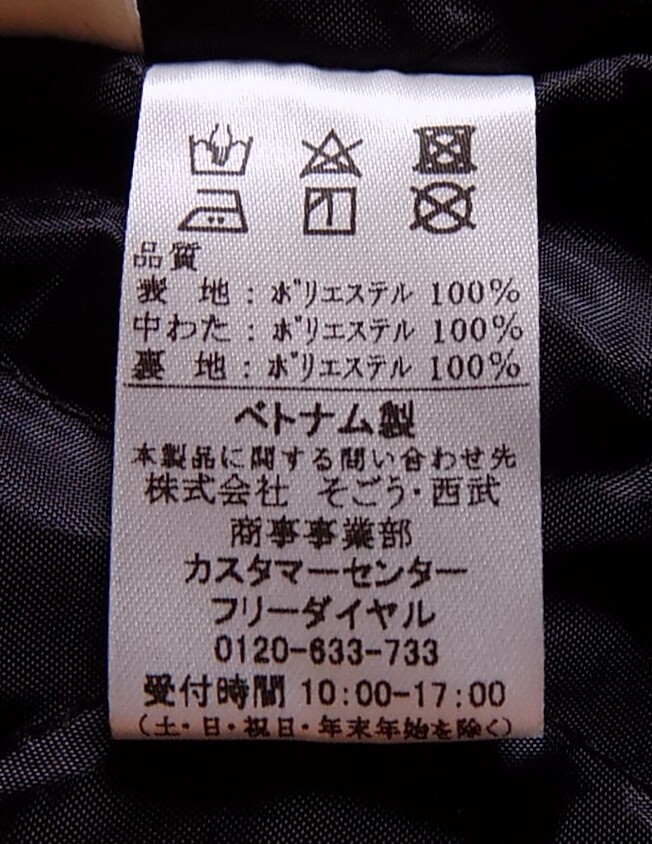 品質
表 地 : ポリエステル 100%
中わた : ポリエステル 100%
裏 地 : ポリエステル 100%
ベトナム製
本製品に関する問い合わせ先
株式会社 そごう・西武
商事事業部
カスタマーセンター
フリーダイヤル
0120-633-733
受付時間 10:00-17:00
(土・日・祝日・年末年始を除く)